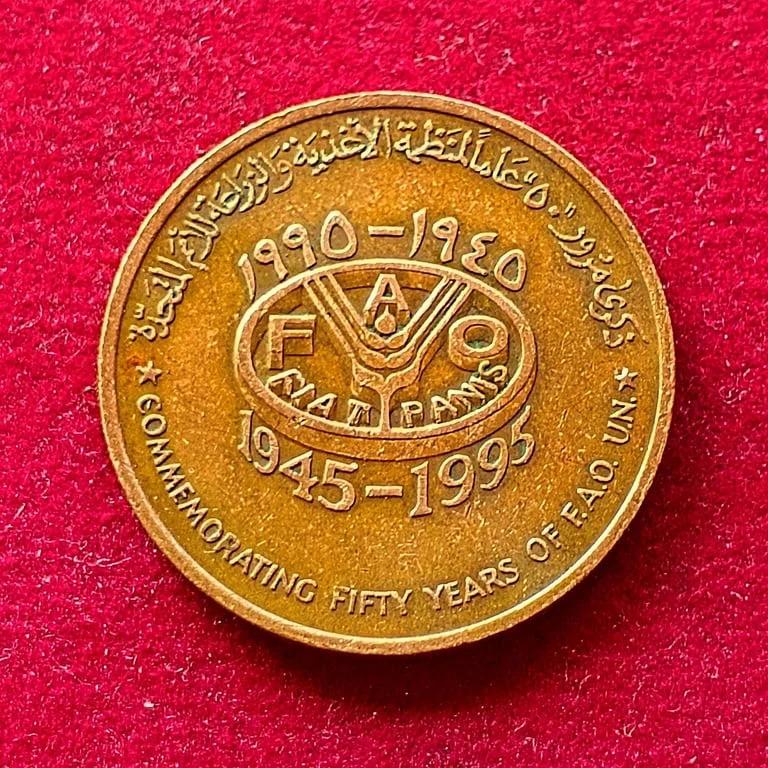 ذكرى مرور "٥٠" عاماً لمنظمة الأغذية والزراعة للأمم المتحدة
١٩٤٥ - ١٩٩٥
F A O
FIAT PANIS
1945 - 1995
★ COMMEMORATING FIFTY YEARS OF F.A.O. U.N. ★